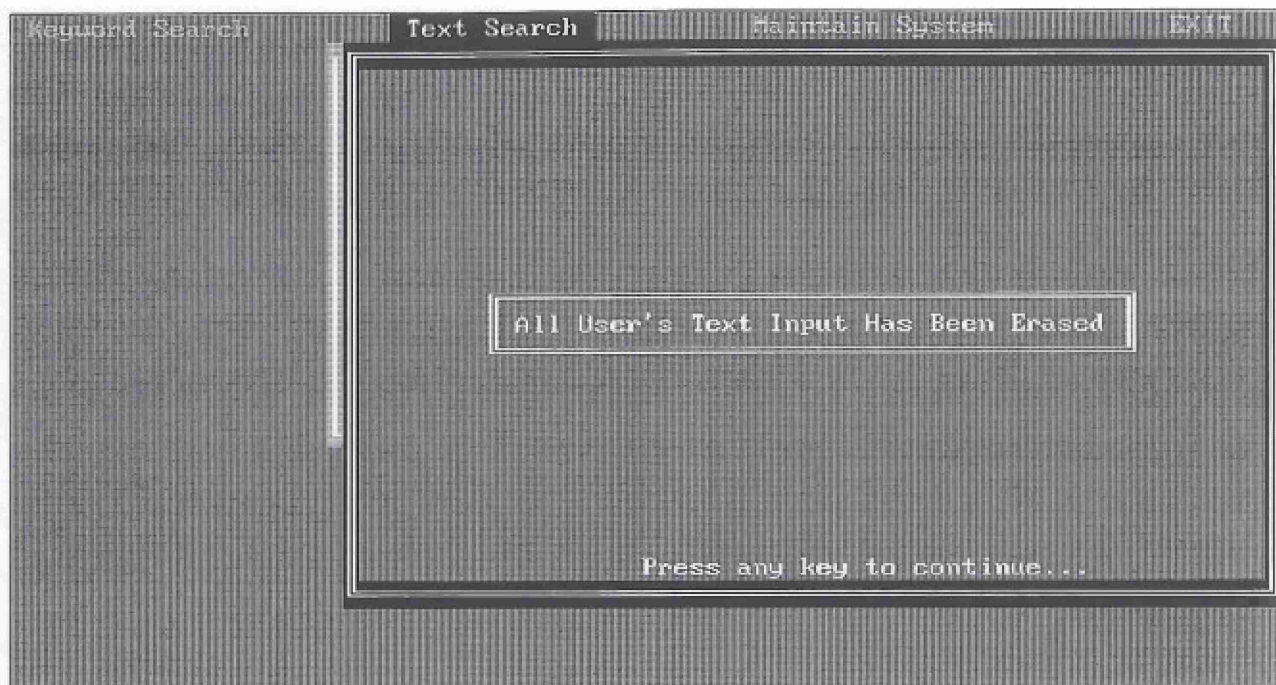 Keyword Search Text Search Maintain System EXIT
All User's Text Input Has Been Erased
Press any key to continue...